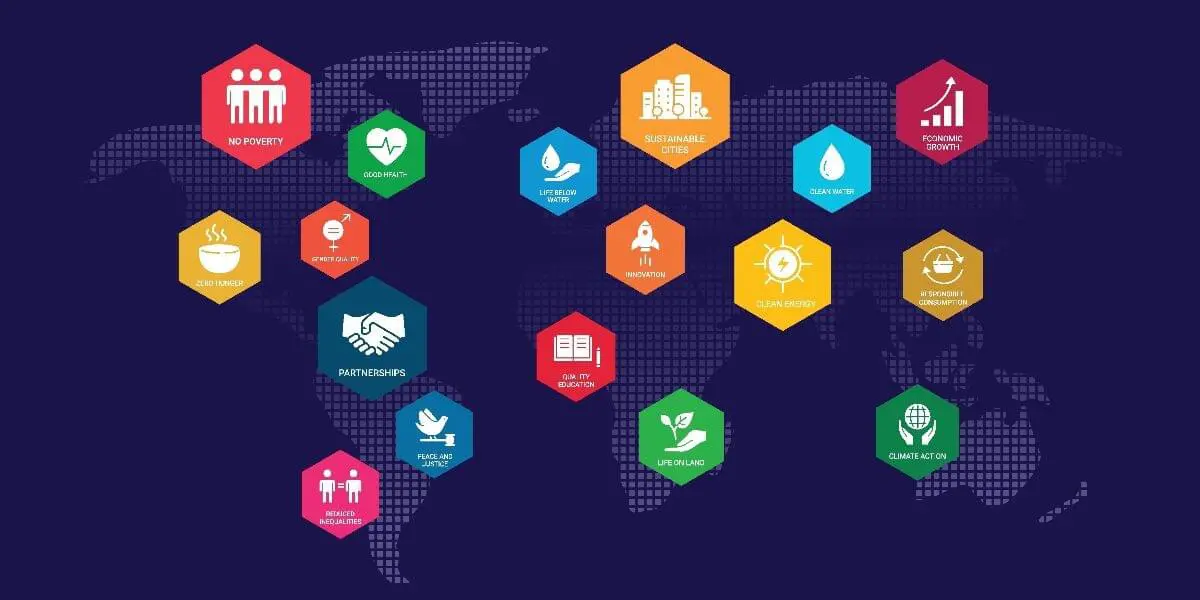 NO POVERTY
GOOD HEALTH
SUSTAINABLE
CITIES
ECONOMIC
GROWTH
LIFE BELOW
WATER
CLEAN WATER
ZERO HUNGER
GENDER QUALITY
INNOVATION
CLEAN ENERGY
RESPONSIBLE
CONSUMPTION
PARTNERSHIPS
QUALITY
EDUCATION
PEACE AND
JUSTICE
LIFE ON LAND
CLIMATE ACTION
REDUCED
INEQUALITIES